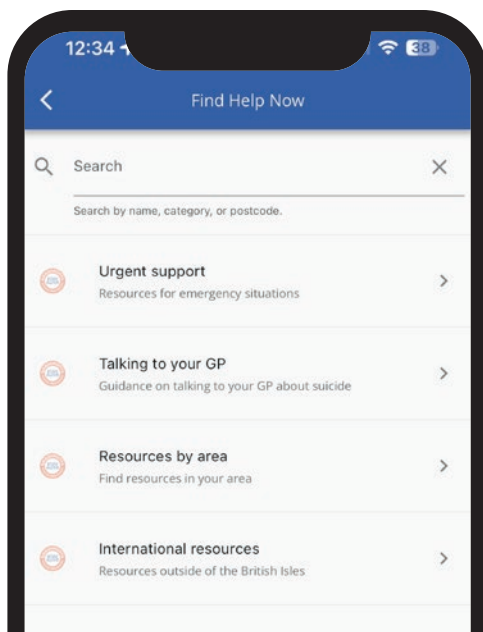 12:34
38
Find Help Now
Search
Search by name, category, or postcode.
Urgent support
Resources for emergency situations
Talking to your GP
Guidance on talking to your GP about suicide
Resources by area
Find resources in your area
International resources
Resources outside of the British Isles